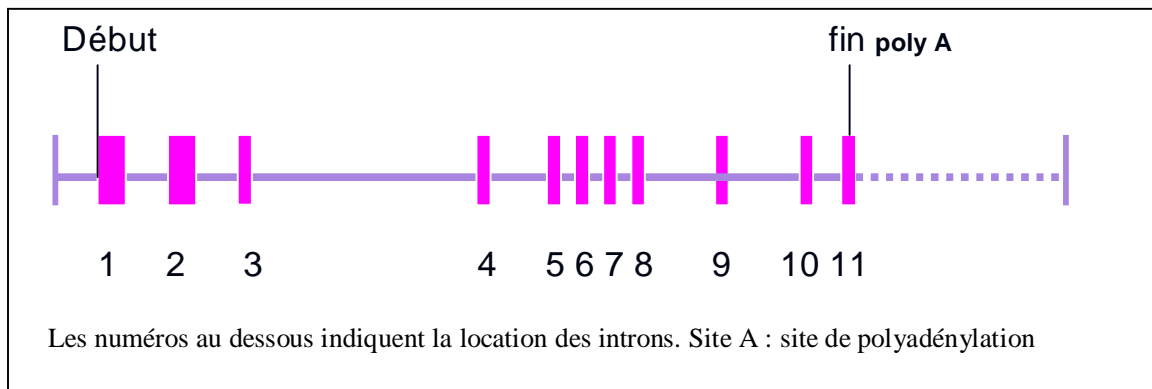 Début fin poly A
1 2 3 4 5 6 7 8 9 10 11
Les numéros au dessous indiquent la location des introns. Site A : site de polyadénylation